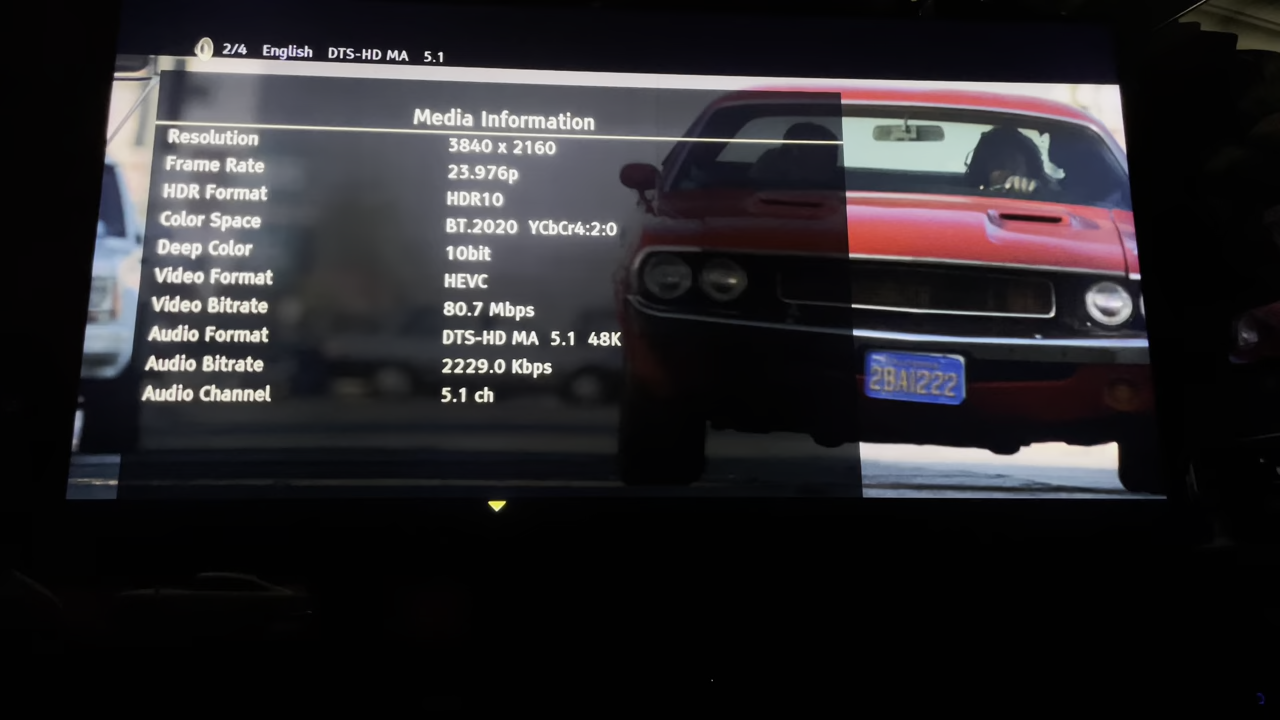 2/4 English DTS-HD MA 5.1
Media Information
Resolution 3840 x 2160
Frame Rate 23.976p
HDR Format HDR10
Color Space BT.2020 YCbCr4:2:0
Deep Color 10bit
Video Format HEVC
Video Bitrate 80.7 Mbps
Audio Format DTS-HD MA 5.1 48K
Audio Bitrate 2229.0 Kbps
Audio Channel 5.1 ch
2BAI222